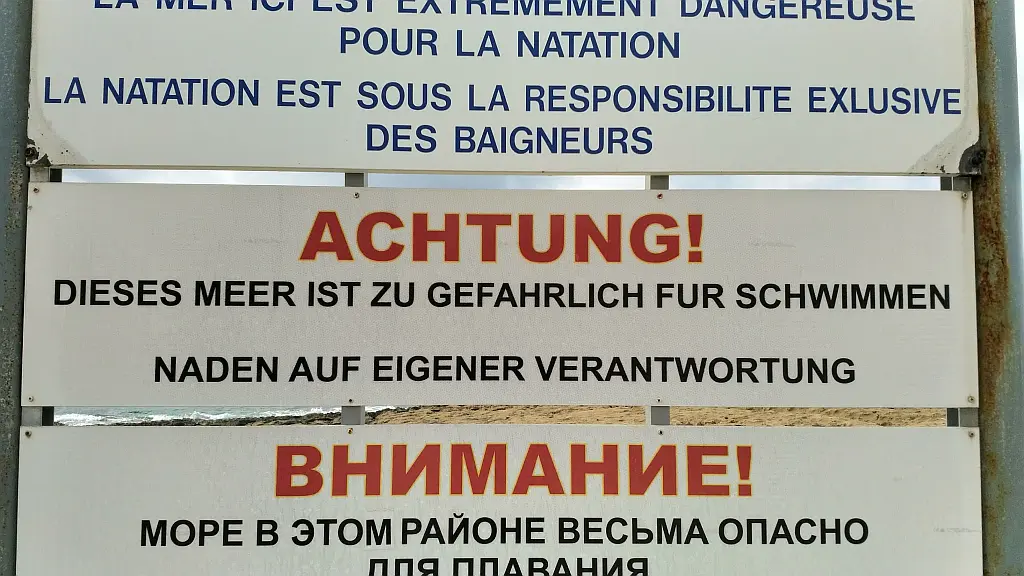 LA MER ICI EST EXTREMEMENT DANGEREUSE
POUR LA NATATION
LA NATATION EST SOUS LA RESPONSIBILITE EXLUSIVE
DES BAIGNEURS
ACHTUNG!
DIESES MEER IST ZU GEFAHRLICH FUR SCHWIMMEN
NADEN AUF EIGENER VERANTWORTUNG
ВНИМАНИЕ!
МОРЕ В ЭТОМ РАЙОНЕ ВЕСЬМА ОПАСНО
ДЛЯ ПЛАВАНИЯ